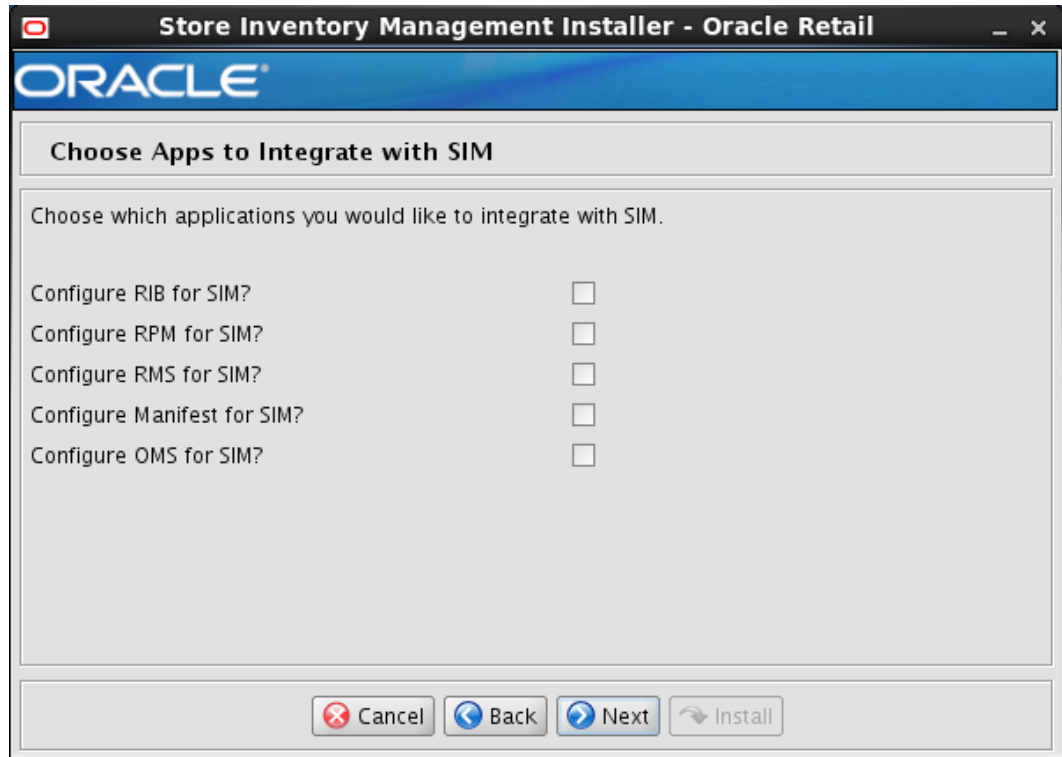 Store Inventory Management Installer - Oracle Retail
ORACLE®
Choose Apps to Integrate with SIM
Choose which applications you would like to integrate with SIM.
Configure RIB for SIM?
Configure RPM for SIM?
Configure RMS for SIM?
Configure Manifest for SIM?
Configure OMS for SIM?
Cancel Back Next Install